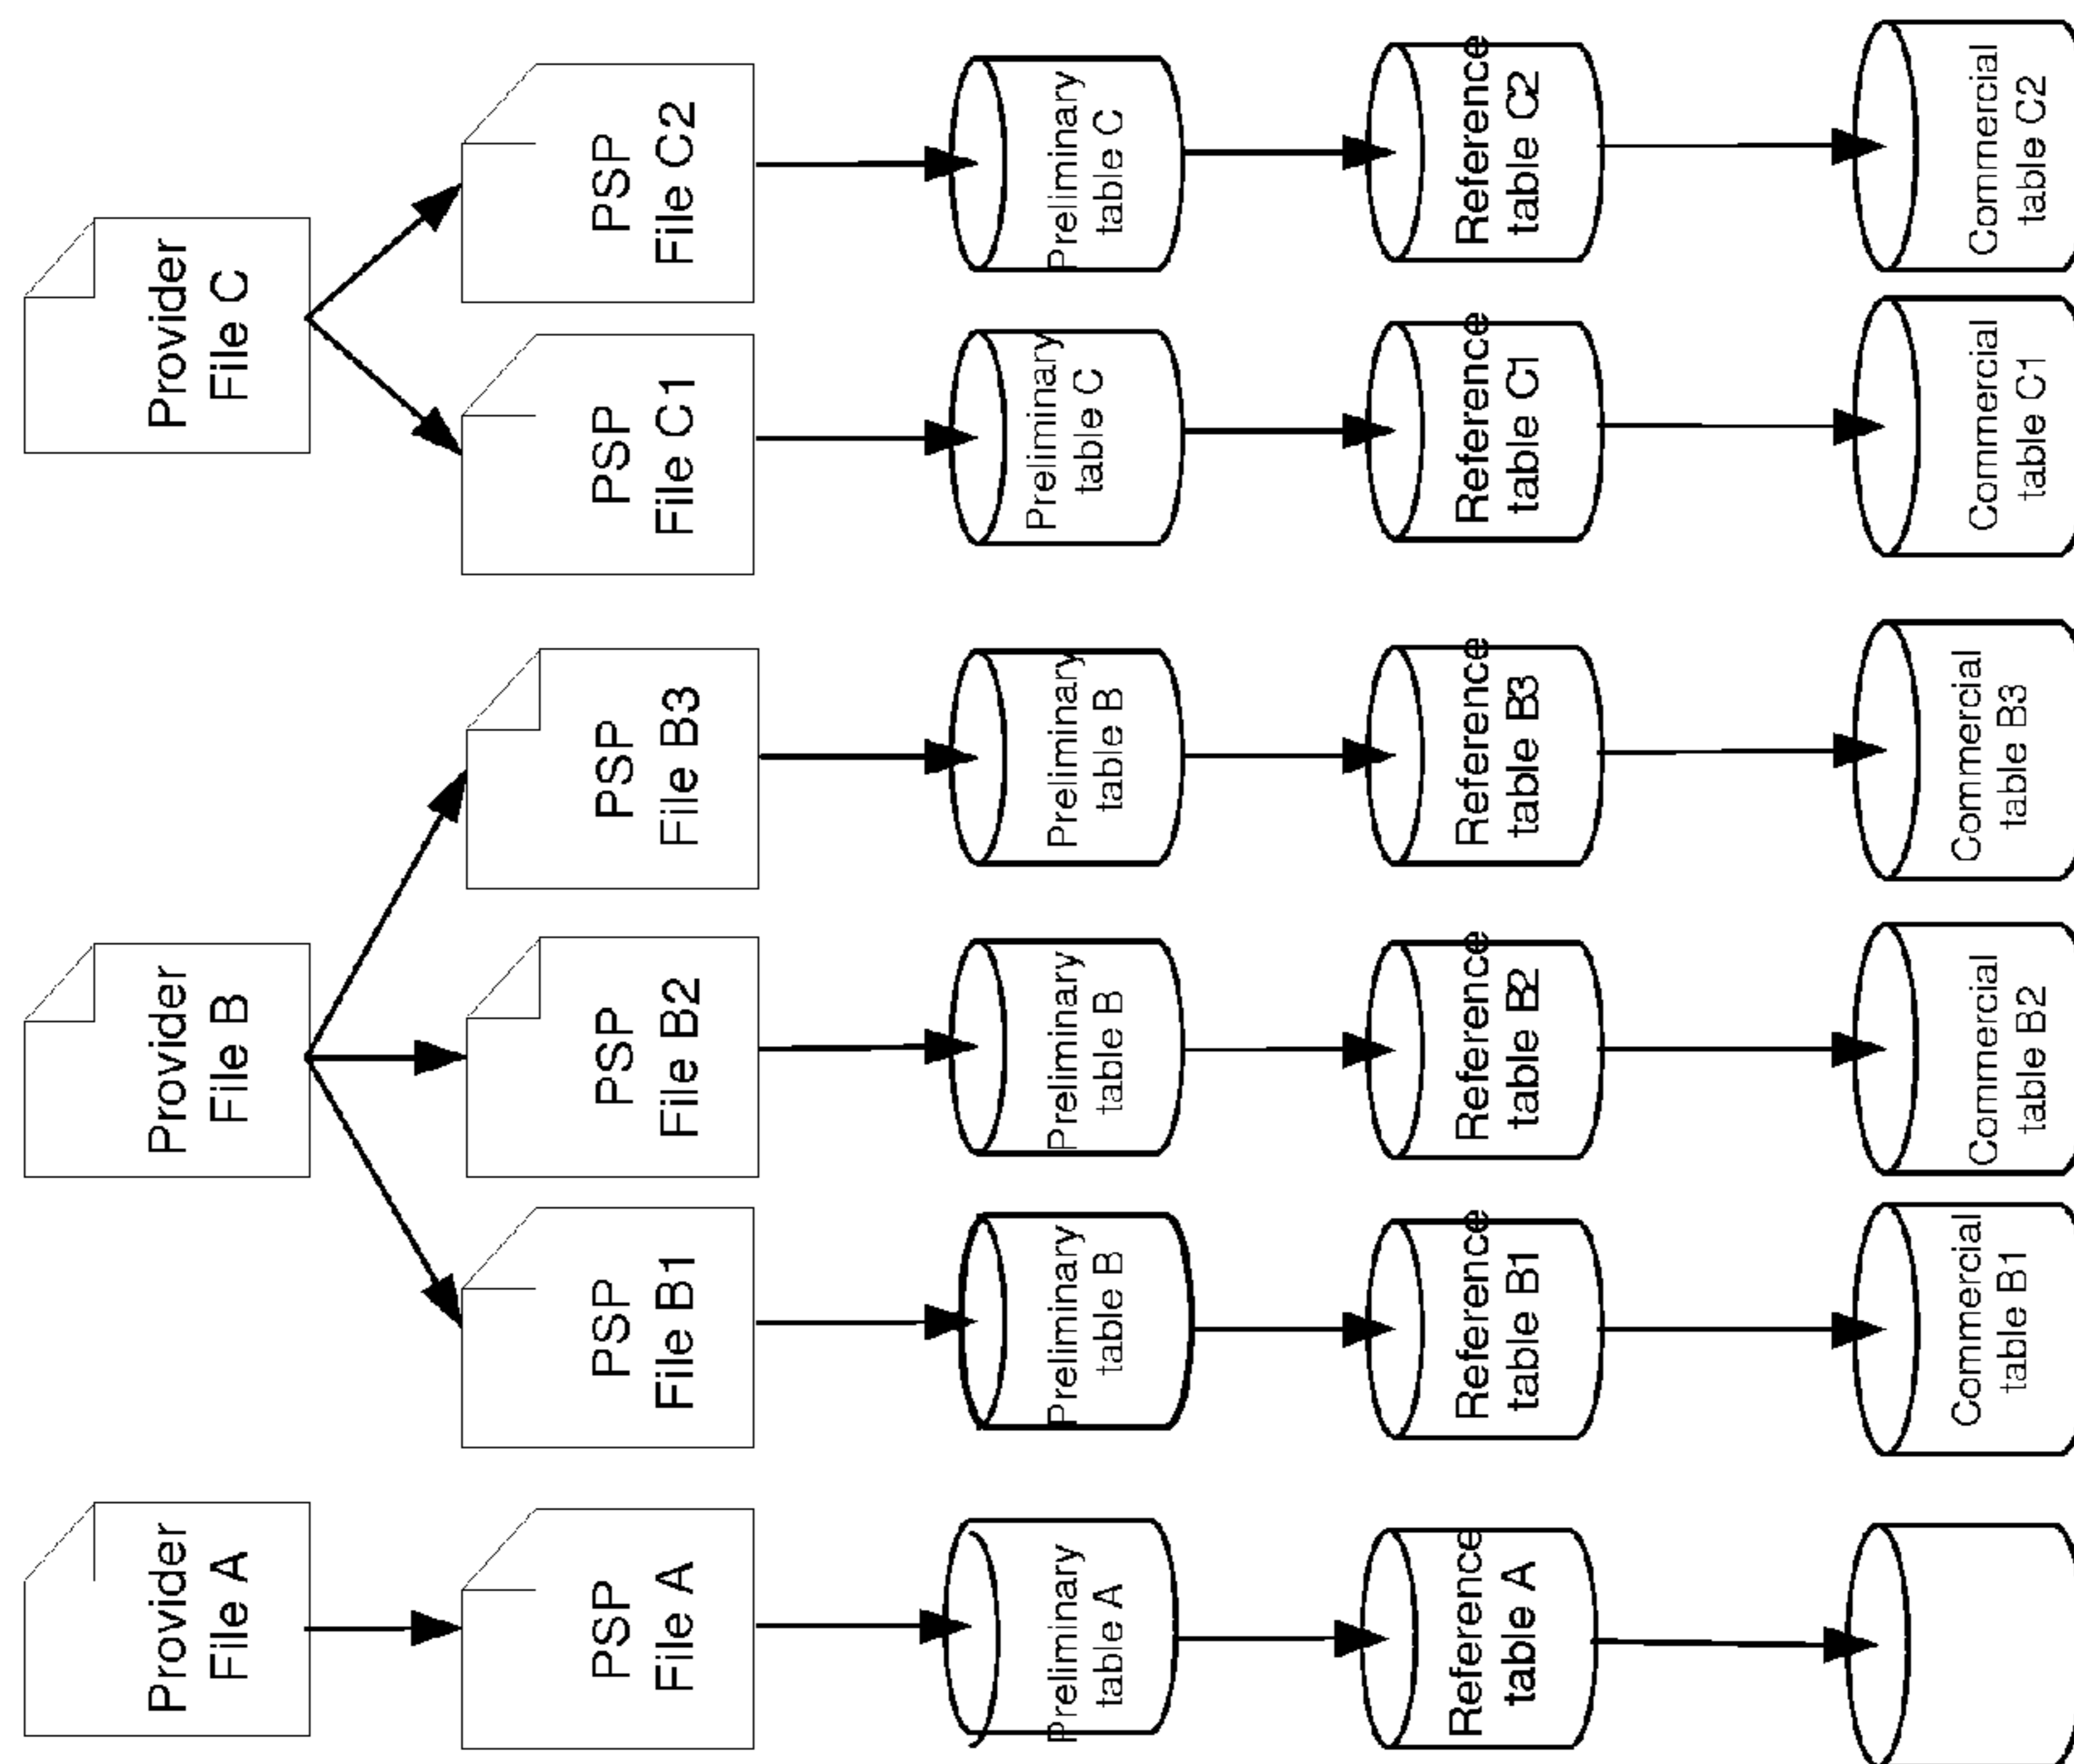 Provider
File A
Provider
File B
Provider
File C
PSP
File A
PSP
File B1
PSP
File B2
PSP
File B3
PSP
File C1
PSP
File C2
Preliminary
table A
Preliminary
table B
Preliminary
table B
Preliminary
table B
Preliminary
table C
Preliminary
table C
Reference
table A
Reference
table B1
Reference
table B2
Reference
table B3
Reference
table C1
Reference
table C2
Commercial
table B1
Commercial
table B2
Commercial
table B3
Commercial
table C1
Commercial
table C2